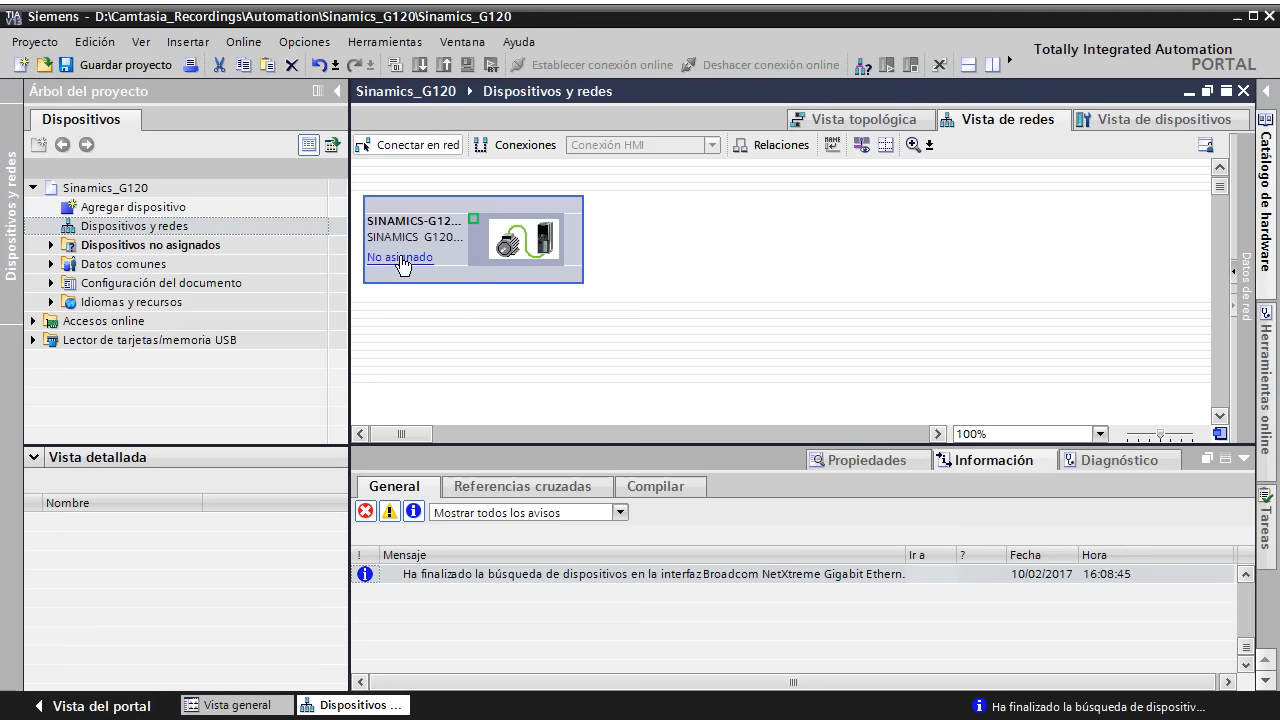 TIA V13 Siemens - D:\Camtasia_Recordings\Automation\Sinamics_G120\Sinamics_G120
Proyecto Edición Ver Insertar Online Opciones Herramientas Ventana Ayuda
Guardar proyecto Establecer conexión online Deshacer conexión online
Totally Integrated Automation
PORTAL
Árbol del proyecto
Dispositivos
Dispositivos y redes
Sinamics_G120
Agregar dispositivo
Dispositivos y redes
Dispositivos no asignados
Datos comunes
Configuración del documento
Idiomas y recursos
Accesos online
Lector de tarjetas/memoria USB
Vista detallada
Nombre
Sinamics_G120 Dispositivos y redes
Vista topológica Vista de redes Vista de dispositivos
Conectar en red Conexiones Conexión HMI Relaciones
SINAMICS-G12...
SINAMICS G120...
No asignado
100%
Datos de red
Propiedades Información Diagnóstico
General Referencias cruzadas Compilar
Mostrar todos los avisos
! Mensaje Ir a ? Fecha Hora
Ha finalizado la búsqueda de dispositivos en la interfaz Broadcom NetXtreme Gigabit Ethern. 10/02/2017 16:08:45
Catálogo de hardware
Herramientas online
Tareas
Vista del portal Vista general Dispositivos ... Ha finalizado la búsqueda de dispositiv...